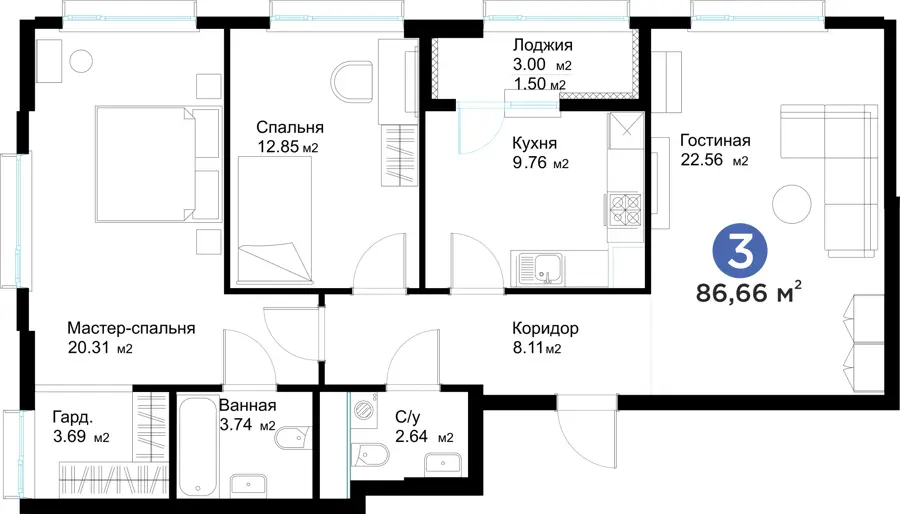 Лоджия
3.00 м2
1.50 м2
Спальня
12.85 м2
Кухня
9.76 м2
Гостиная
22.56 м2
3
86,66 м2
Мастер-спальня
20.31 м2
Коридор
8.11м2
Гард.
3.69 м2
Ванная
3.74 м2
С/у
2.64 м2